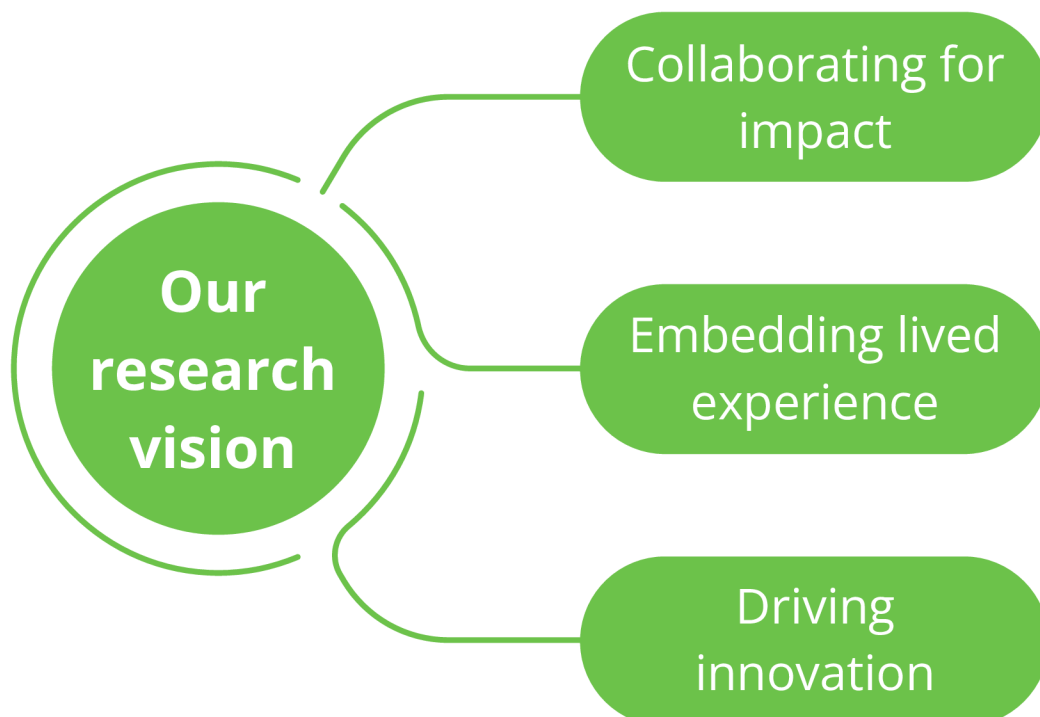 Our
research
vision
Collaborating for
impact
Embedding lived
experience
Driving
innovation